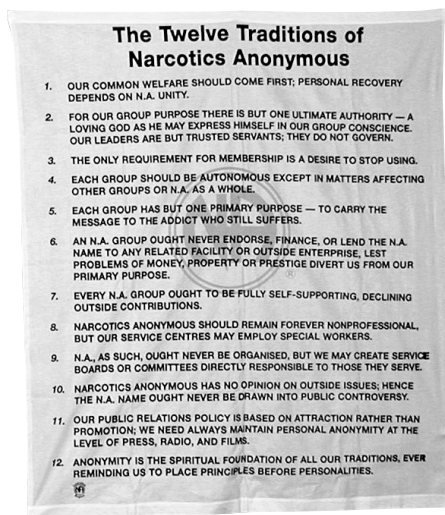 The Twelve Traditions of
Narcotics Anonymous
1. OUR COMMON WELFARE SHOULD COME FIRST; PERSONAL RECOVERY
DEPENDS ON N.A. UNITY.
2. FOR OUR GROUP PURPOSE THERE IS BUT ONE ULTIMATE AUTHORITY — A
LOVING GOD AS HE MAY EXPRESS HIMSELF IN OUR GROUP CONSCIENCE.
OUR LEADERS ARE BUT TRUSTED SERVANTS; THEY DO NOT GOVERN.
3. THE ONLY REQUIREMENT FOR MEMBERSHIP IS A DESIRE TO STOP USING.
4. EACH GROUP SHOULD BE AUTONOMOUS EXCEPT IN MATTERS AFFECTING
OTHER GROUPS OR N.A. AS A WHOLE.
5. EACH GROUP HAS BUT ONE PRIMARY PURPOSE — TO CARRY THE
MESSAGE TO THE ADDICT WHO STILL SUFFERS.
6. AN N.A. GROUP OUGHT NEVER ENDORSE, FINANCE, OR LEND THE N.A.
NAME TO ANY RELATED FACILITY OR OUTSIDE ENTERPRISE, LEST
PROBLEMS OF MONEY, PROPERTY OR PRESTIGE DIVERT US FROM OUR
PRIMARY PURPOSE.
7. EVERY N.A. GROUP OUGHT TO BE FULLY SELF-SUPPORTING, DECLINING
OUTSIDE CONTRIBUTIONS.
8. NARCOTICS ANONYMOUS SHOULD REMAIN FOREVER NONPROFESSIONAL,
BUT OUR SERVICE CENTRES MAY EMPLOY SPECIAL WORKERS.
9. N.A., AS SUCH, OUGHT NEVER BE ORGANISED, BUT WE MAY CREATE SERVICE
BOARDS OR COMMITTEES DIRECTLY RESPONSIBLE TO THOSE THEY SERVE.
10. NARCOTICS ANONYMOUS HAS NO OPINION ON OUTSIDE ISSUES; HENCE
THE N.A. NAME OUGHT NEVER BE DRAWN INTO PUBLIC CONTROVERSY.
11. OUR PUBLIC RELATIONS POLICY IS BASED ON ATTRACTION RATHER THAN
PROMOTION; WE NEED ALWAYS MAINTAIN PERSONAL ANONYMITY AT THE
LEVEL OF PRESS, RADIO, AND FILMS.
12. ANONYMITY IS THE SPIRITUAL FOUNDATION OF ALL OUR TRADITIONS, EVER
REMINDING US TO PLACE PRINCIPLES BEFORE PERSONALITIES.